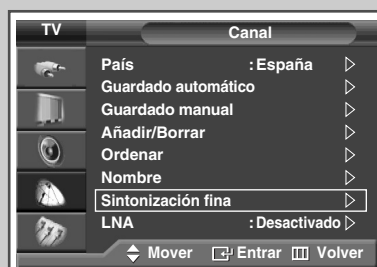 TV Canal
País : España
Guardado automático
Guardado manual
Añadir/Borrar
Ordenar
Nombre
Sintonización fina
LNA : Desactivado
Mover Entrar Volver